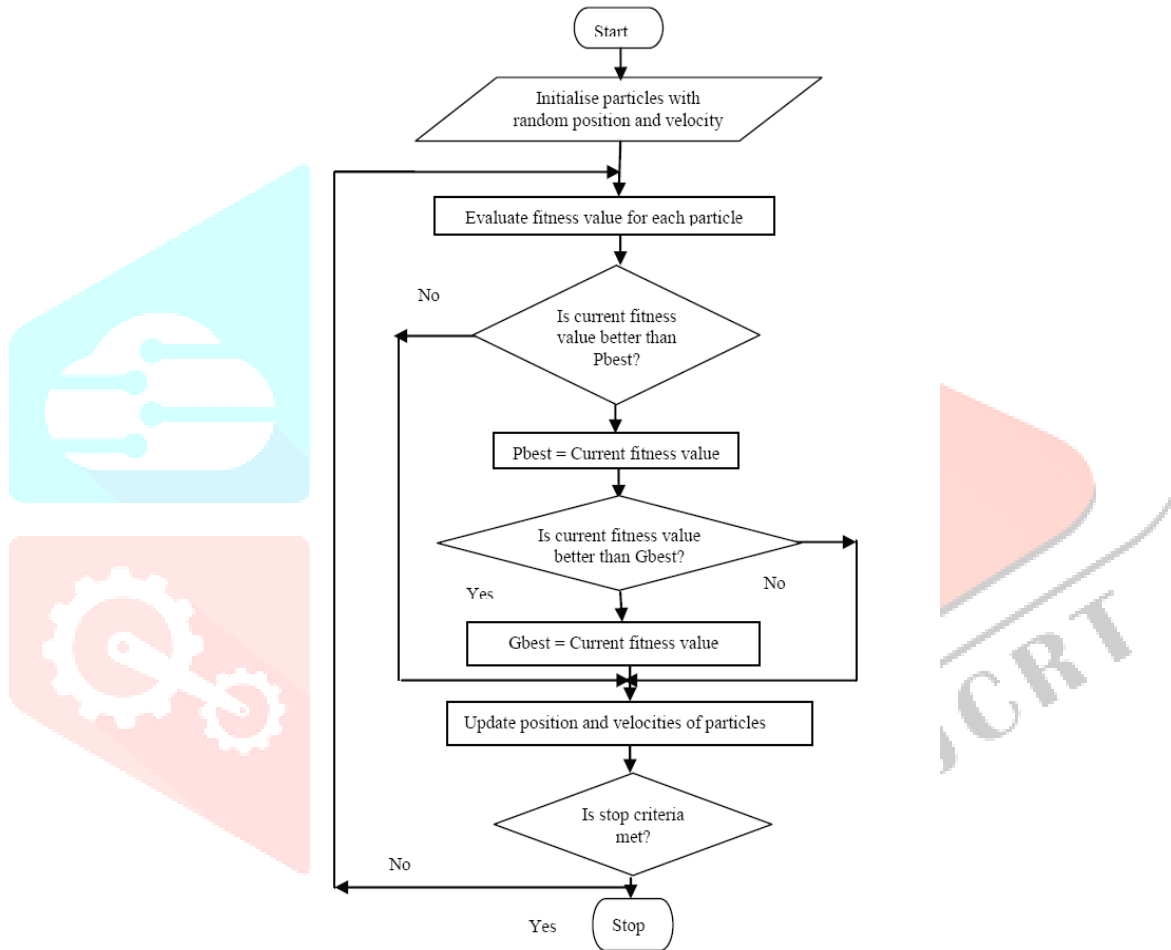 Start
Initialise particles with
random position and velocity
Evaluate fitness value for each particle
No
Is current fitness
value better than
Pbest?
Pbest = Current fitness value
Is current fitness value
better than Gbest?
Yes
No
Gbest = Current fitness value
Update position and velocities of particles
Is stop criteria
met?
No
Yes
Stop